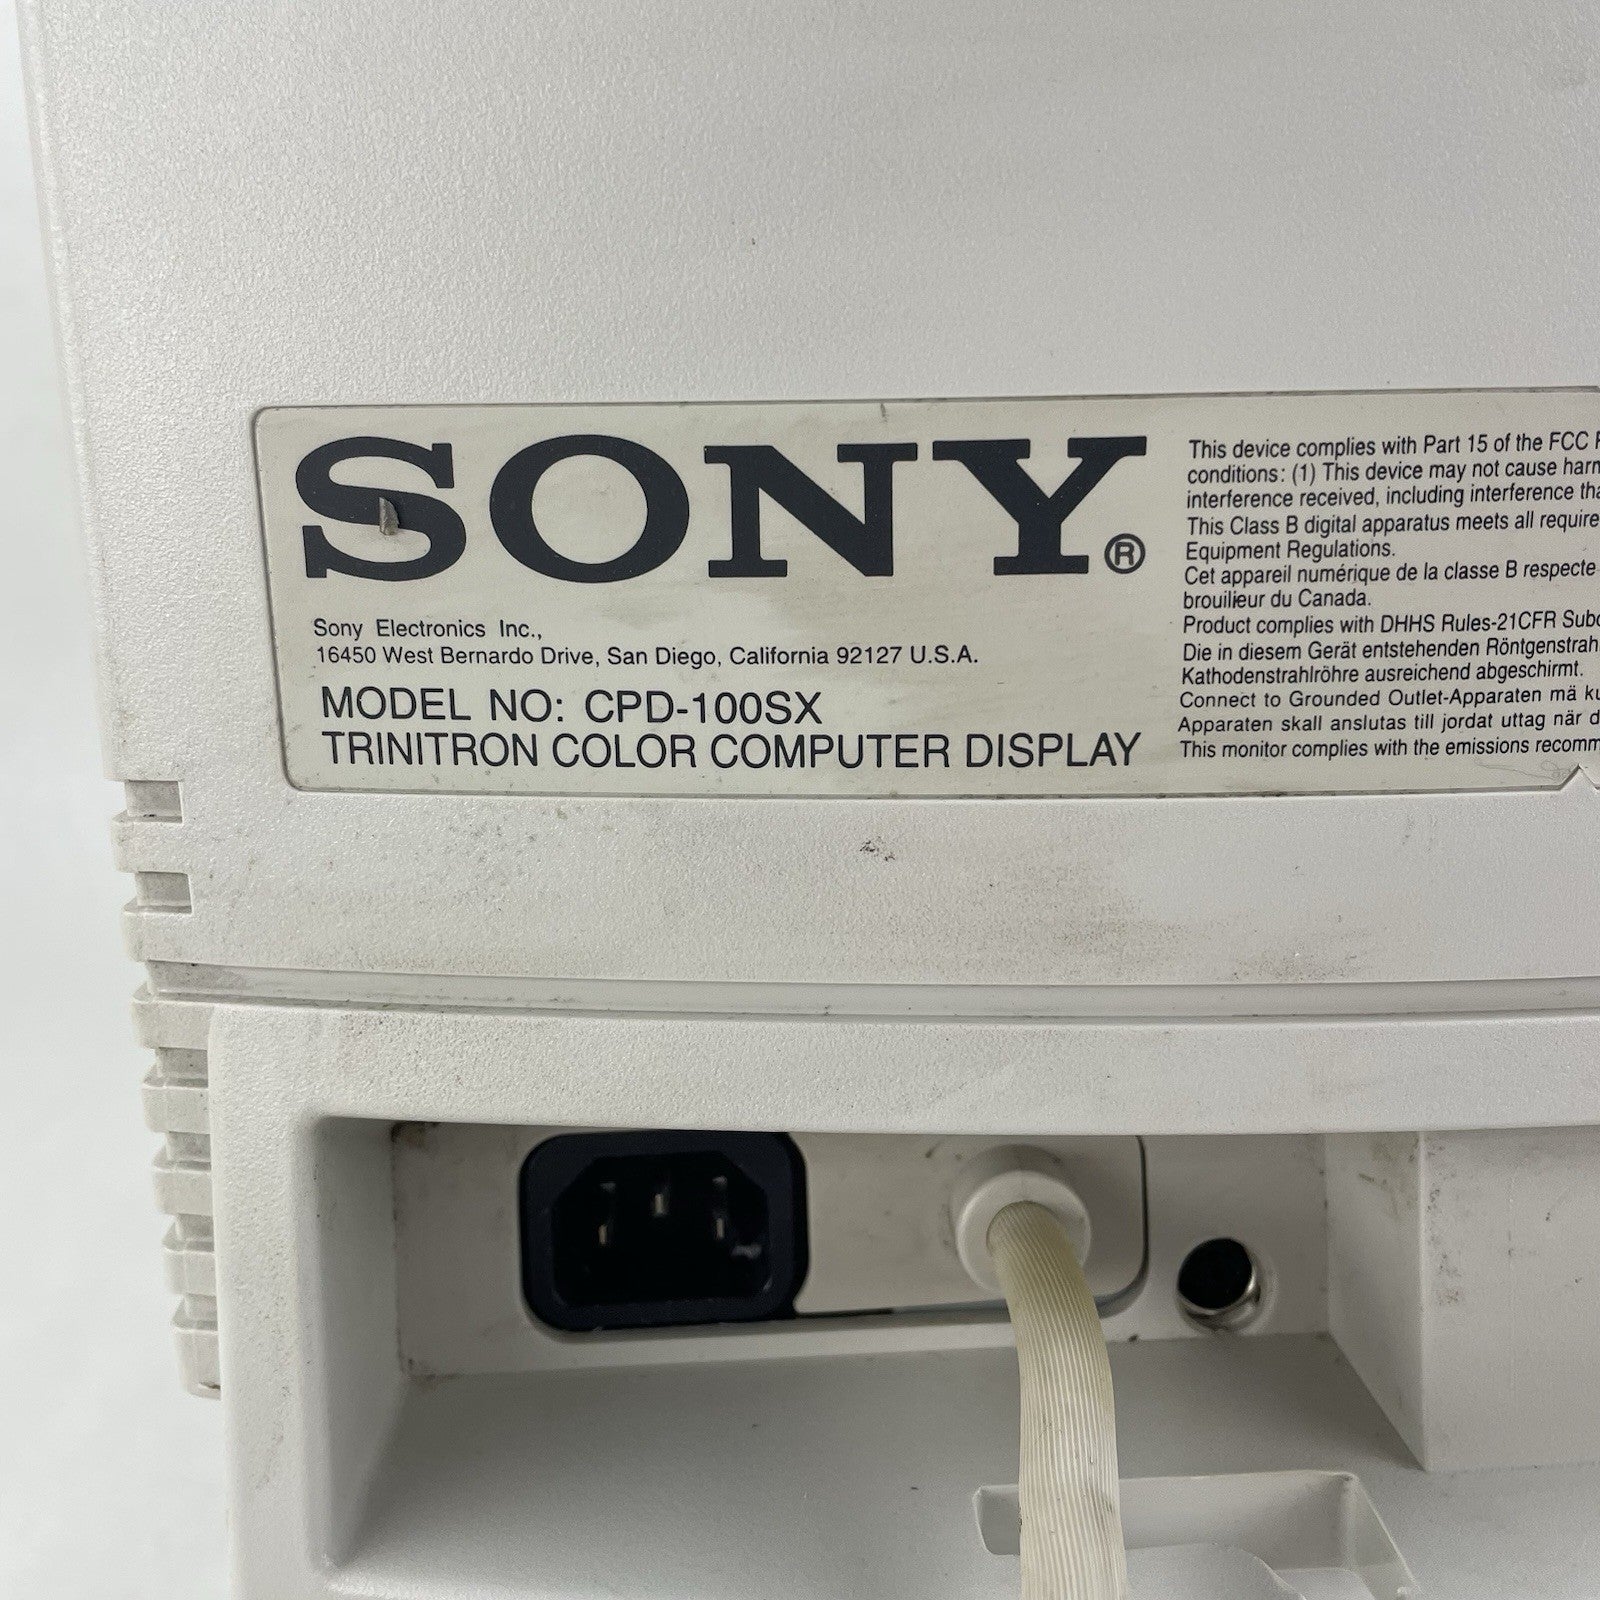 SONY®
Sony Electronics Inc.,
16450 West Bernardo Drive, San Diego, California 92127 U.S.A.
MODEL NO: CPD-100SX
TRINITRON COLOR COMPUTER DISPLAY
This device complies with Part 15 of the FCC
conditions: (1) This device may not cause
interference received, including interference
This Class B digital apparatus meets all
Equipment Regulations.
Cet appareil numérique de la classe B respecte
brouilleur du Canada.
Product complies with DHHS Rules-21CFR
Die in diesem Gerät entstehenden
Kathodenstrahlröhre ausreichend abgeschirmt.
Connect to Grounded Outlet-Apparaten må
Apparaten skall anslutas till jordat uttag när
This monitor complies with the emissions